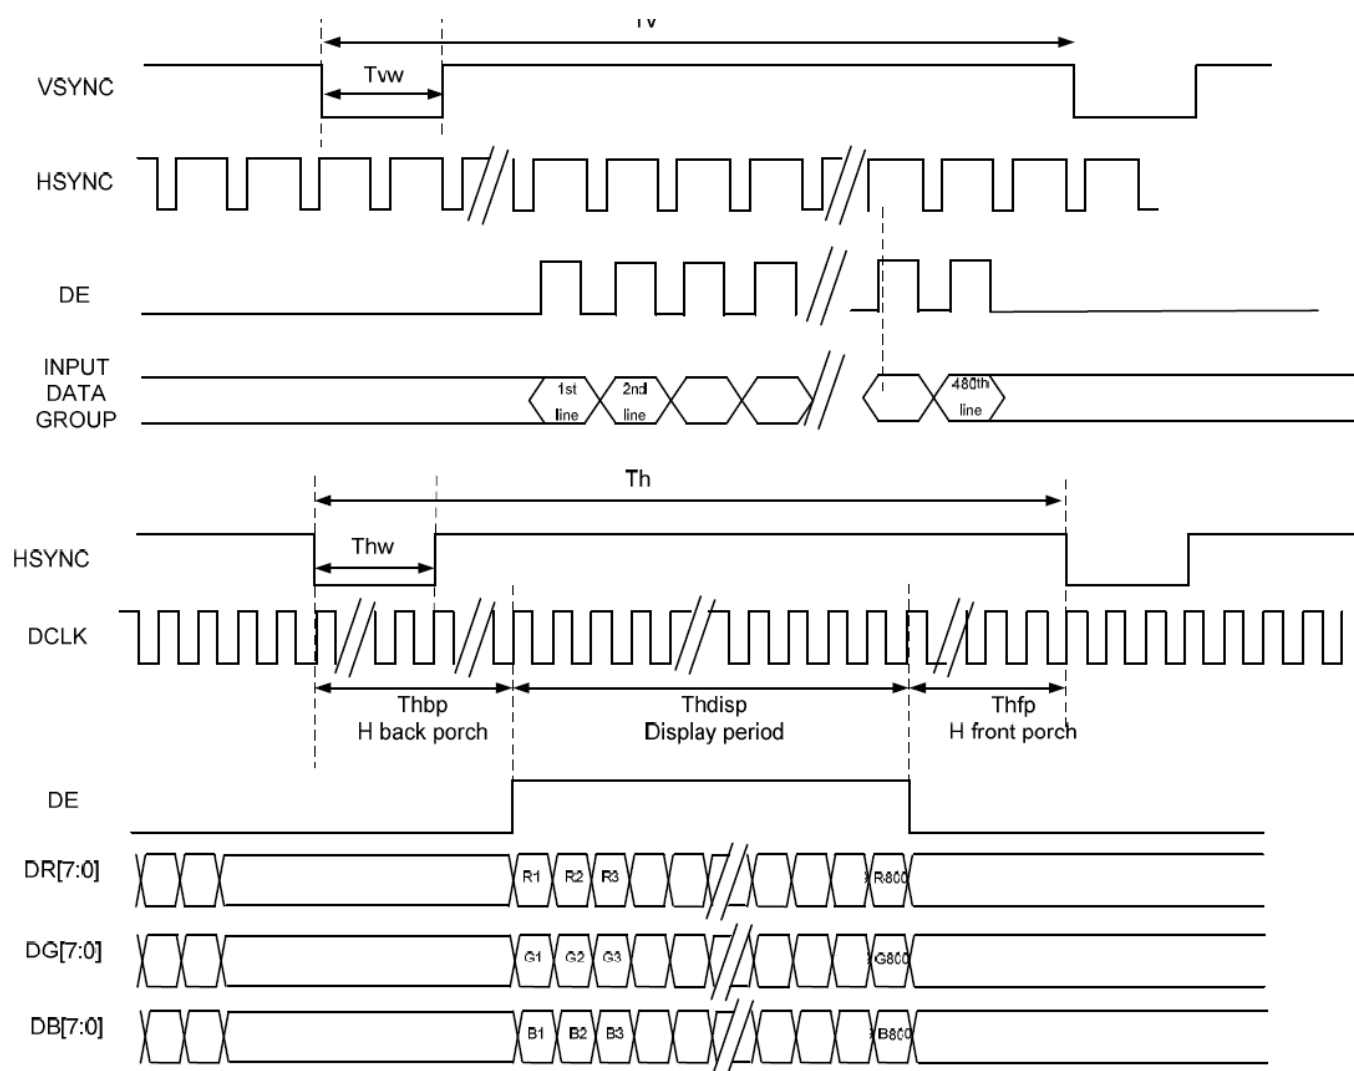 Tv
Tvw
VSYNC
HSYNC
DE
INPUT
DATA
GROUP
1st
line
2nd
line
480th
line
Th
HSYNC
Thw
DCLK
Thbp
H back porch
Thdisp
Display period
Thfp
H front porch
DE
DR[7:0]
R1
R2
R3
R800
DG[7:0]
G1
G2
G3
G800
DB[7:0]
B1
B2
B3
B800